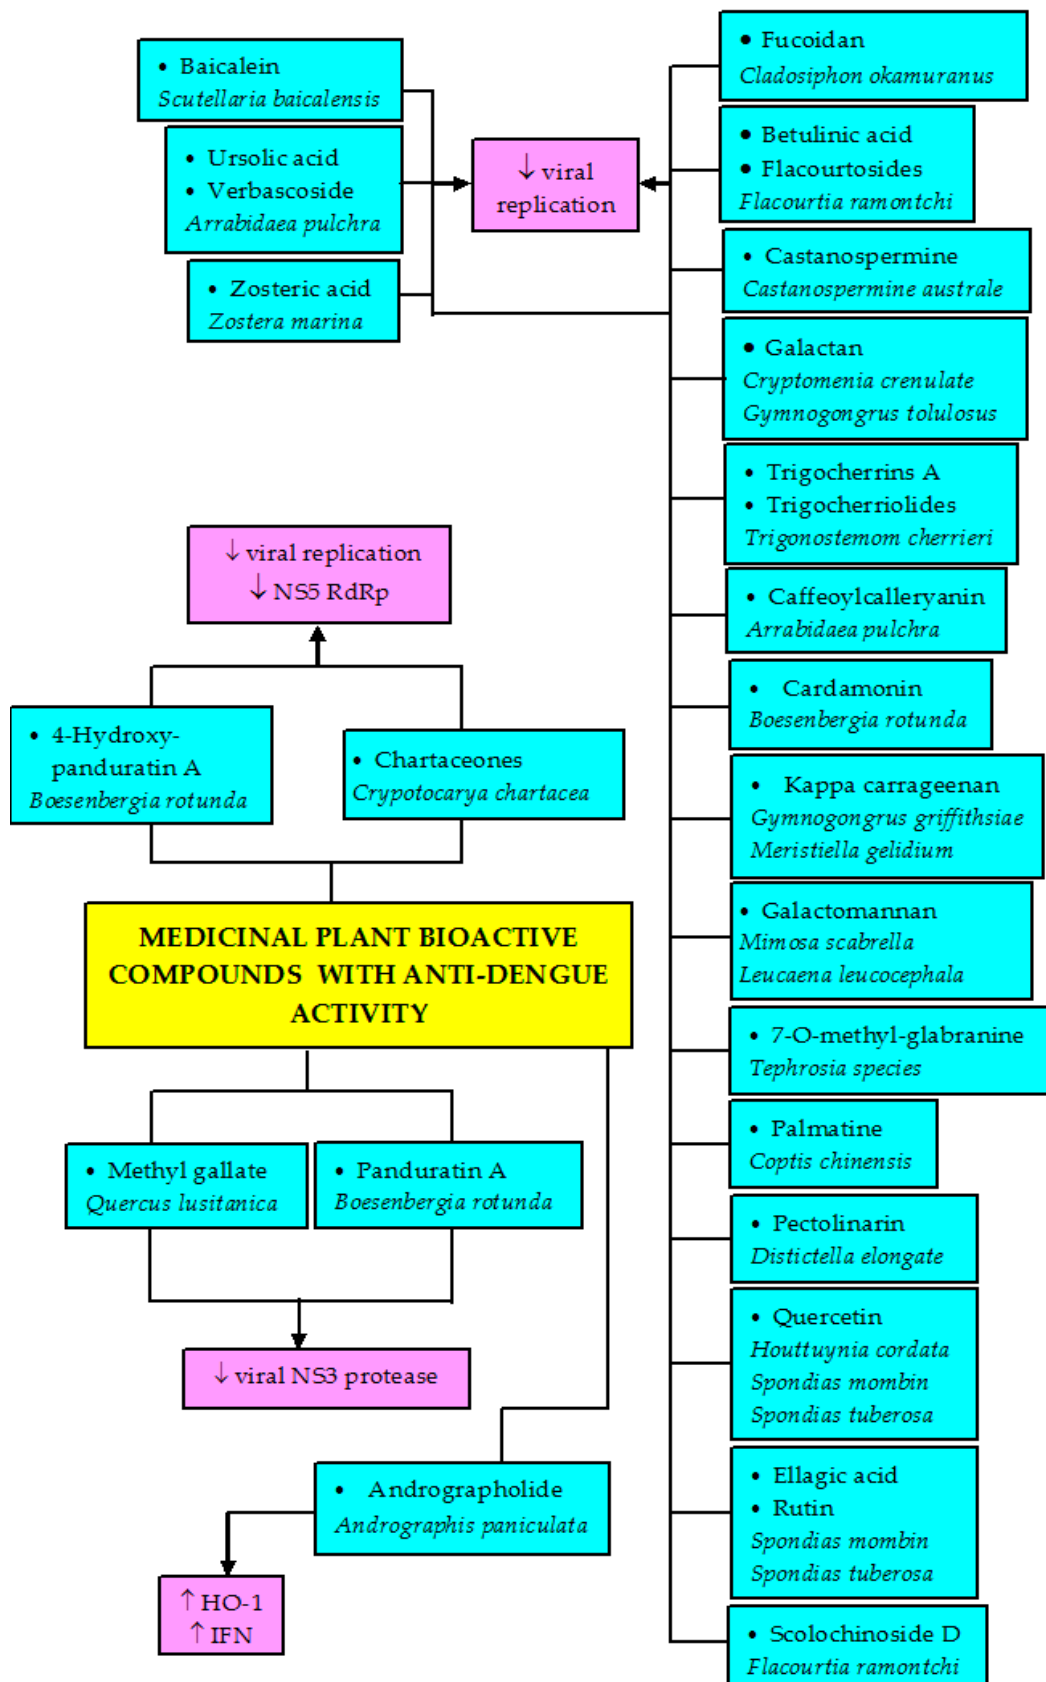 • Baicalein
Scutellaria baicalensis
• Ursolic acid
• Verbascoside
Arrabidaea pulchra
• Zosteric acid
Zostera marina
↓ viral
replication
• Fucoidan
Cladosiphon okamuranus
• Betulinic acid
• Flacourtosides
Flacourtia ramontchi
• Castanospermine
Castanospermine australe
• Galactan
Cryptomenia crenulate
Gymnogongrus tolulosus
• Trigocherrins A
• Trigocherriolides
Trigonostemom cherrieri
• Caffeoylcalleryanin
Arrabidaea pulchra
• Cardamonin
Boesenbergia rotunda
• Kappa carrageenan
Gymnogongrus griffithsiae
Meristiella gelidium
• Galactomannan
Mimosa scabrella
Leucaena leucocephala
• 7-O-methyl-glabranine
Tephrosia species
• Palmatine
Coptis chinensis
• Pectolinarin
Distictella elongate
• Quercetin
Houttuynia cordata
Spondias mombin
Spondias tuberosa
• Ellagic acid
• Rutin
Spondias mombin
Spondias tuberosa
• Scolochinoside D
Flacourtia ramontchi
↓ viral replication
↓ NS5 RdRp
• 4-Hydroxy-
panduratin A
Boesenbergia rotunda
• Chartaceones
Crypotocarya chartacea
MEDICINAL PLANT BIOACTIVE
COMPOUNDS WITH ANTI-DENGUE
ACTIVITY
• Methyl gallate
Quercus lusitanica
• Panduratin A
Boesenbergia rotunda
↓ viral NS3 protease
• Andrographolide
Andrographis paniculata
↑ HO-1
↑ IFN